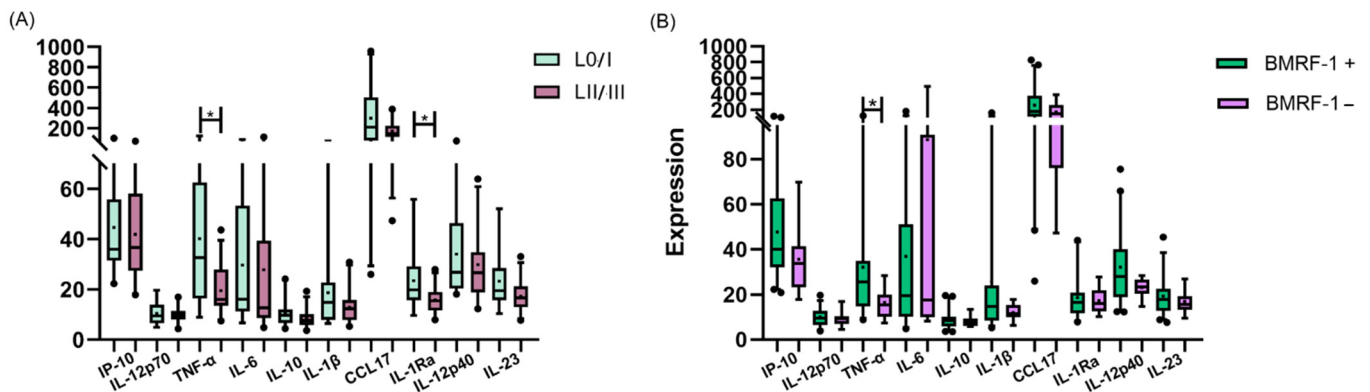 (A)
1000
800
600
400
200
60
40
20
0
*
*
L0/I
LII/III
IP-10
IL-12p70
TNF-α
IL-6
IL-10
IL-1β
CCL17
IL-1Ra
IL-12p40
IL-23
(B)
Expression
1000
800
600
400
200
80
60
40
20
0
*
BMRF-1 +
BMRF-1 –
IP-10
IL-12p70
TNF-α
IL-6
IL-10
IL-1β
CCL17
IL-1Ra
IL-12p40
IL-23